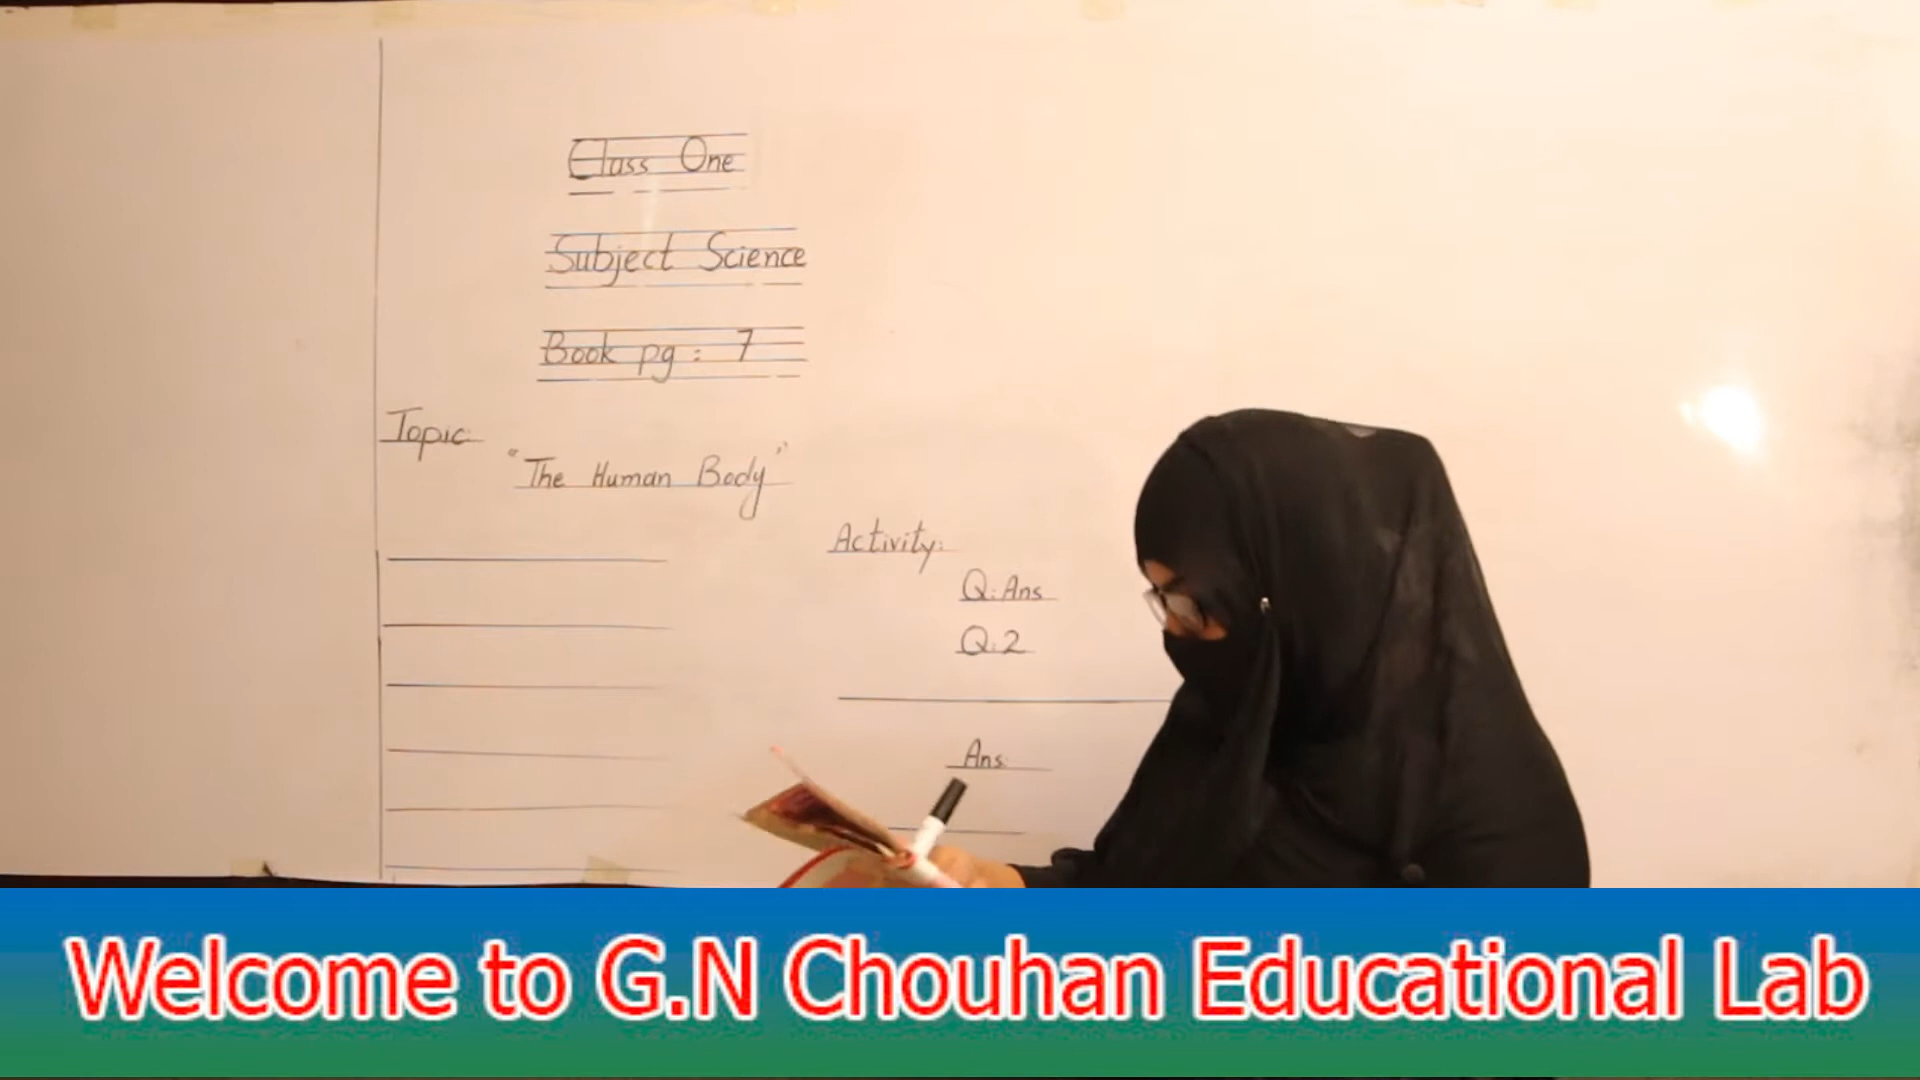 Class One
Subject Science
Book pg : 7
Topic:
"The Human Body"
Activity:
Q:Ans
Q:2
Ans
Welcome to G.N Chouhan Educational Lab